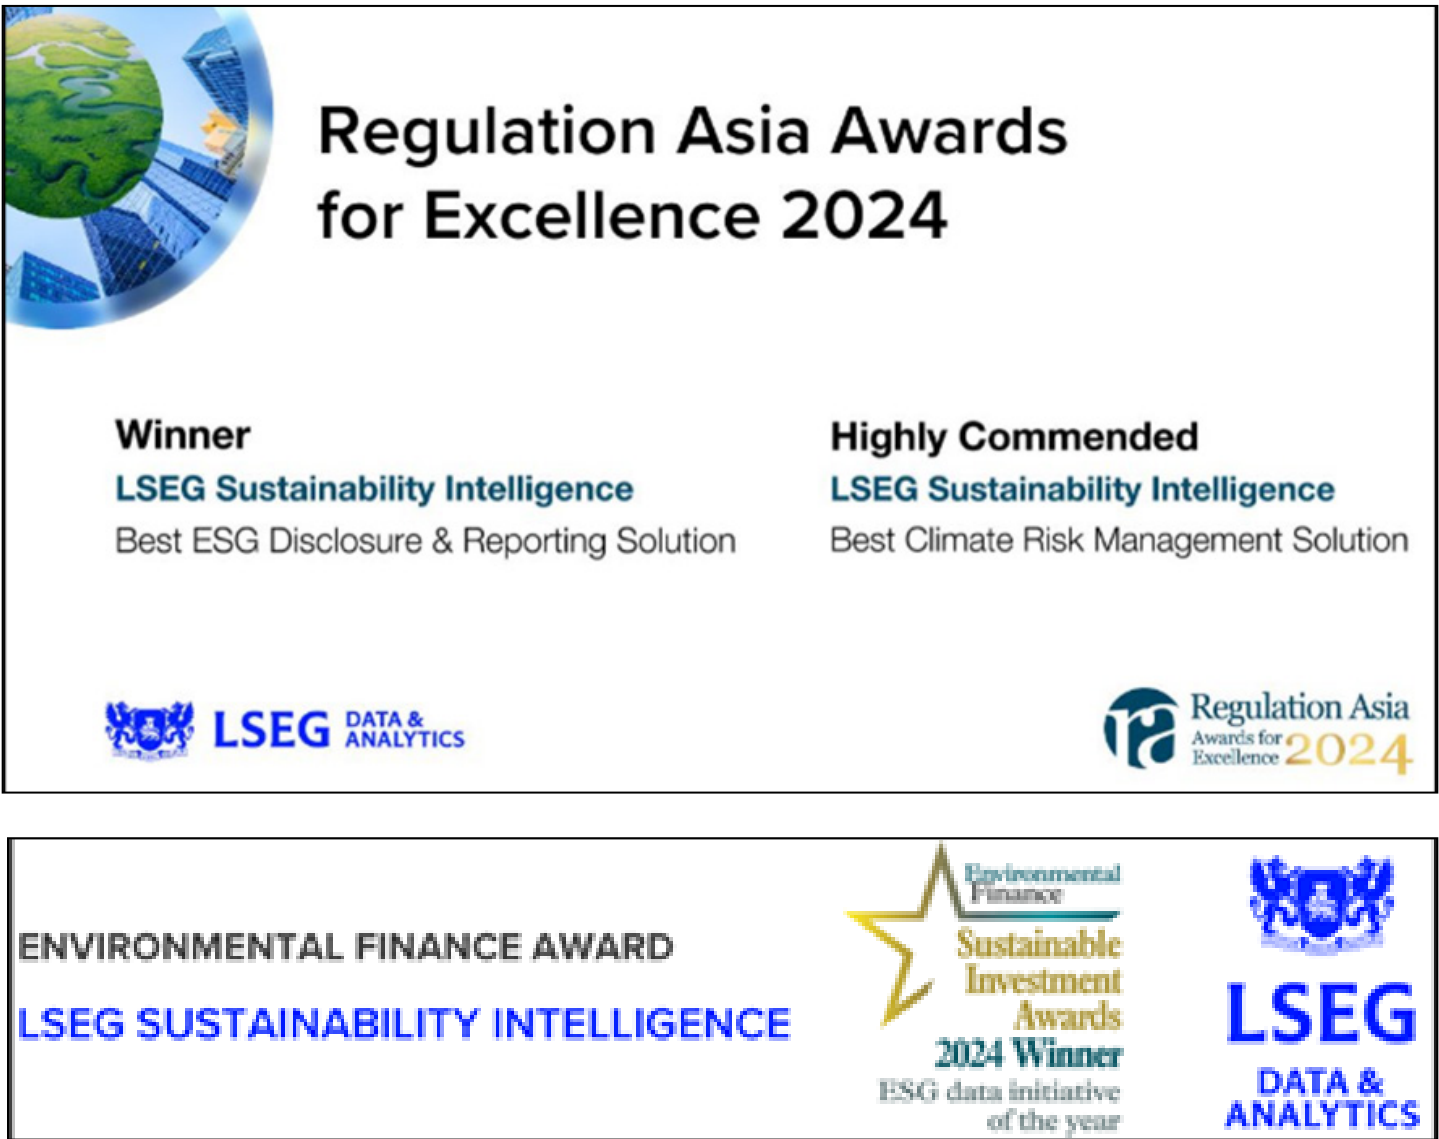 Regulation Asia Awards
for Excellence 2024
Winner
LSEG Sustainability Intelligence
Best ESG Disclosure & Reporting Solution
Highly Commended
LSEG Sustainability Intelligence
Best Climate Risk Management Solution
LSEG DATA &
ANALYTICS
ra
Regulation Asia
Awards for
Excellence 2024
ENVIRONMENTAL FINANCE AWARD
LSEG SUSTAINABILITY INTELLIGENCE
Environmental
Finance
Sustainable
Investment
Awards
2024 Winner
ESG data initiative
of the year
LSEG
DATA &
ANALYTICS